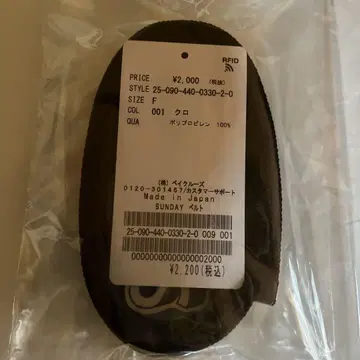 RFID
PRICE ¥2,000 (税抜)
STYLE 25-090-440-0330-2-0
SIZE F
COL 001 クロ
QUA ポリプロピレン 100%
(株) ベイクルーズ
0120-301457/カスタマーサポート
Made in Japan
SUNDAY ベルト
25-090-440-0330-2-0 009 001
00000000000000002000
¥2,200(税込)